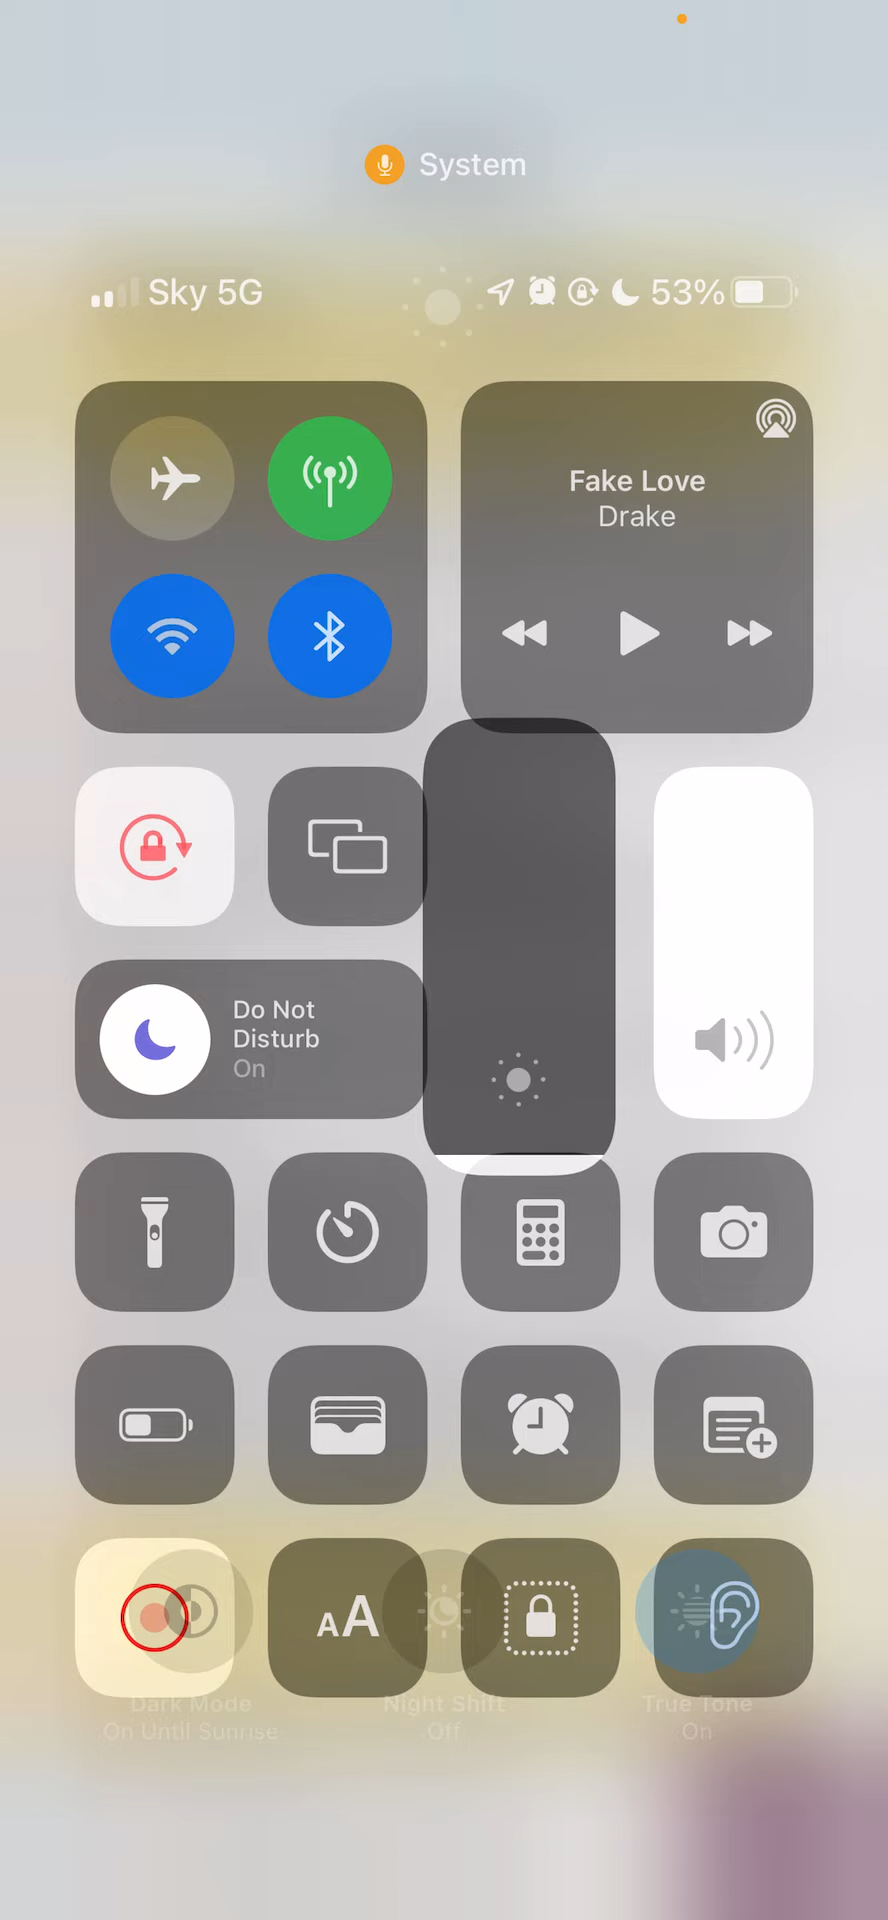 System
Sky 5G 53%
Fake Love
Drake
Do Not
Disturb
On
AA
Dark Mode
On Until Sunrise
Night Shift
Off
True Tone
On